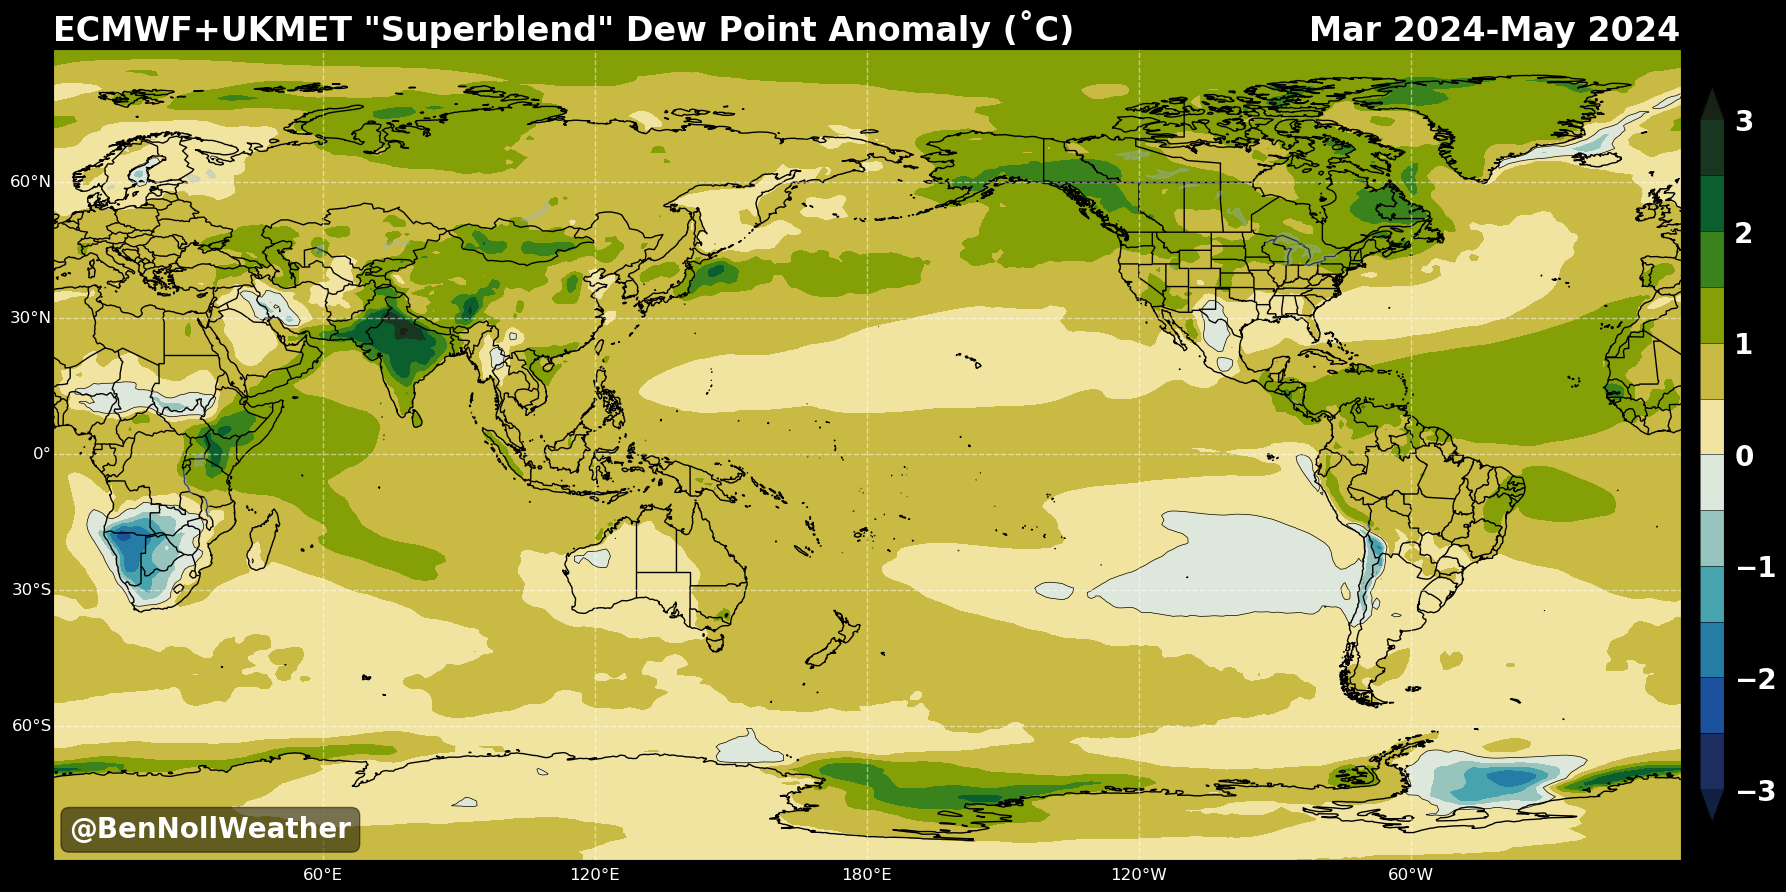 ECMWF+UKMET "Superblend" Dew Point Anomaly (˚C) Mar 2024-May 2024
60°N
30°N
0°
30°S
60°S
60°E 120°E 180°E 120°W 60°W
3
2
1
0
−1
−2
−3
@BenNollWeather